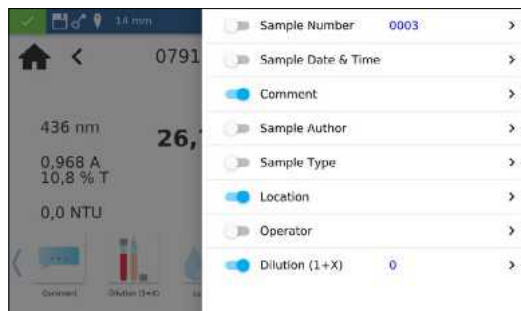 14 mm
0791
436 nm
26,
0,968 A
10,8 % T
0,0 NTU
Comment
Dilution (1+X)
Sample Number 0003
Sample Date & Time
Comment
Sample Author
Sample Type
Location
Operator
Dilution (1+X) 0